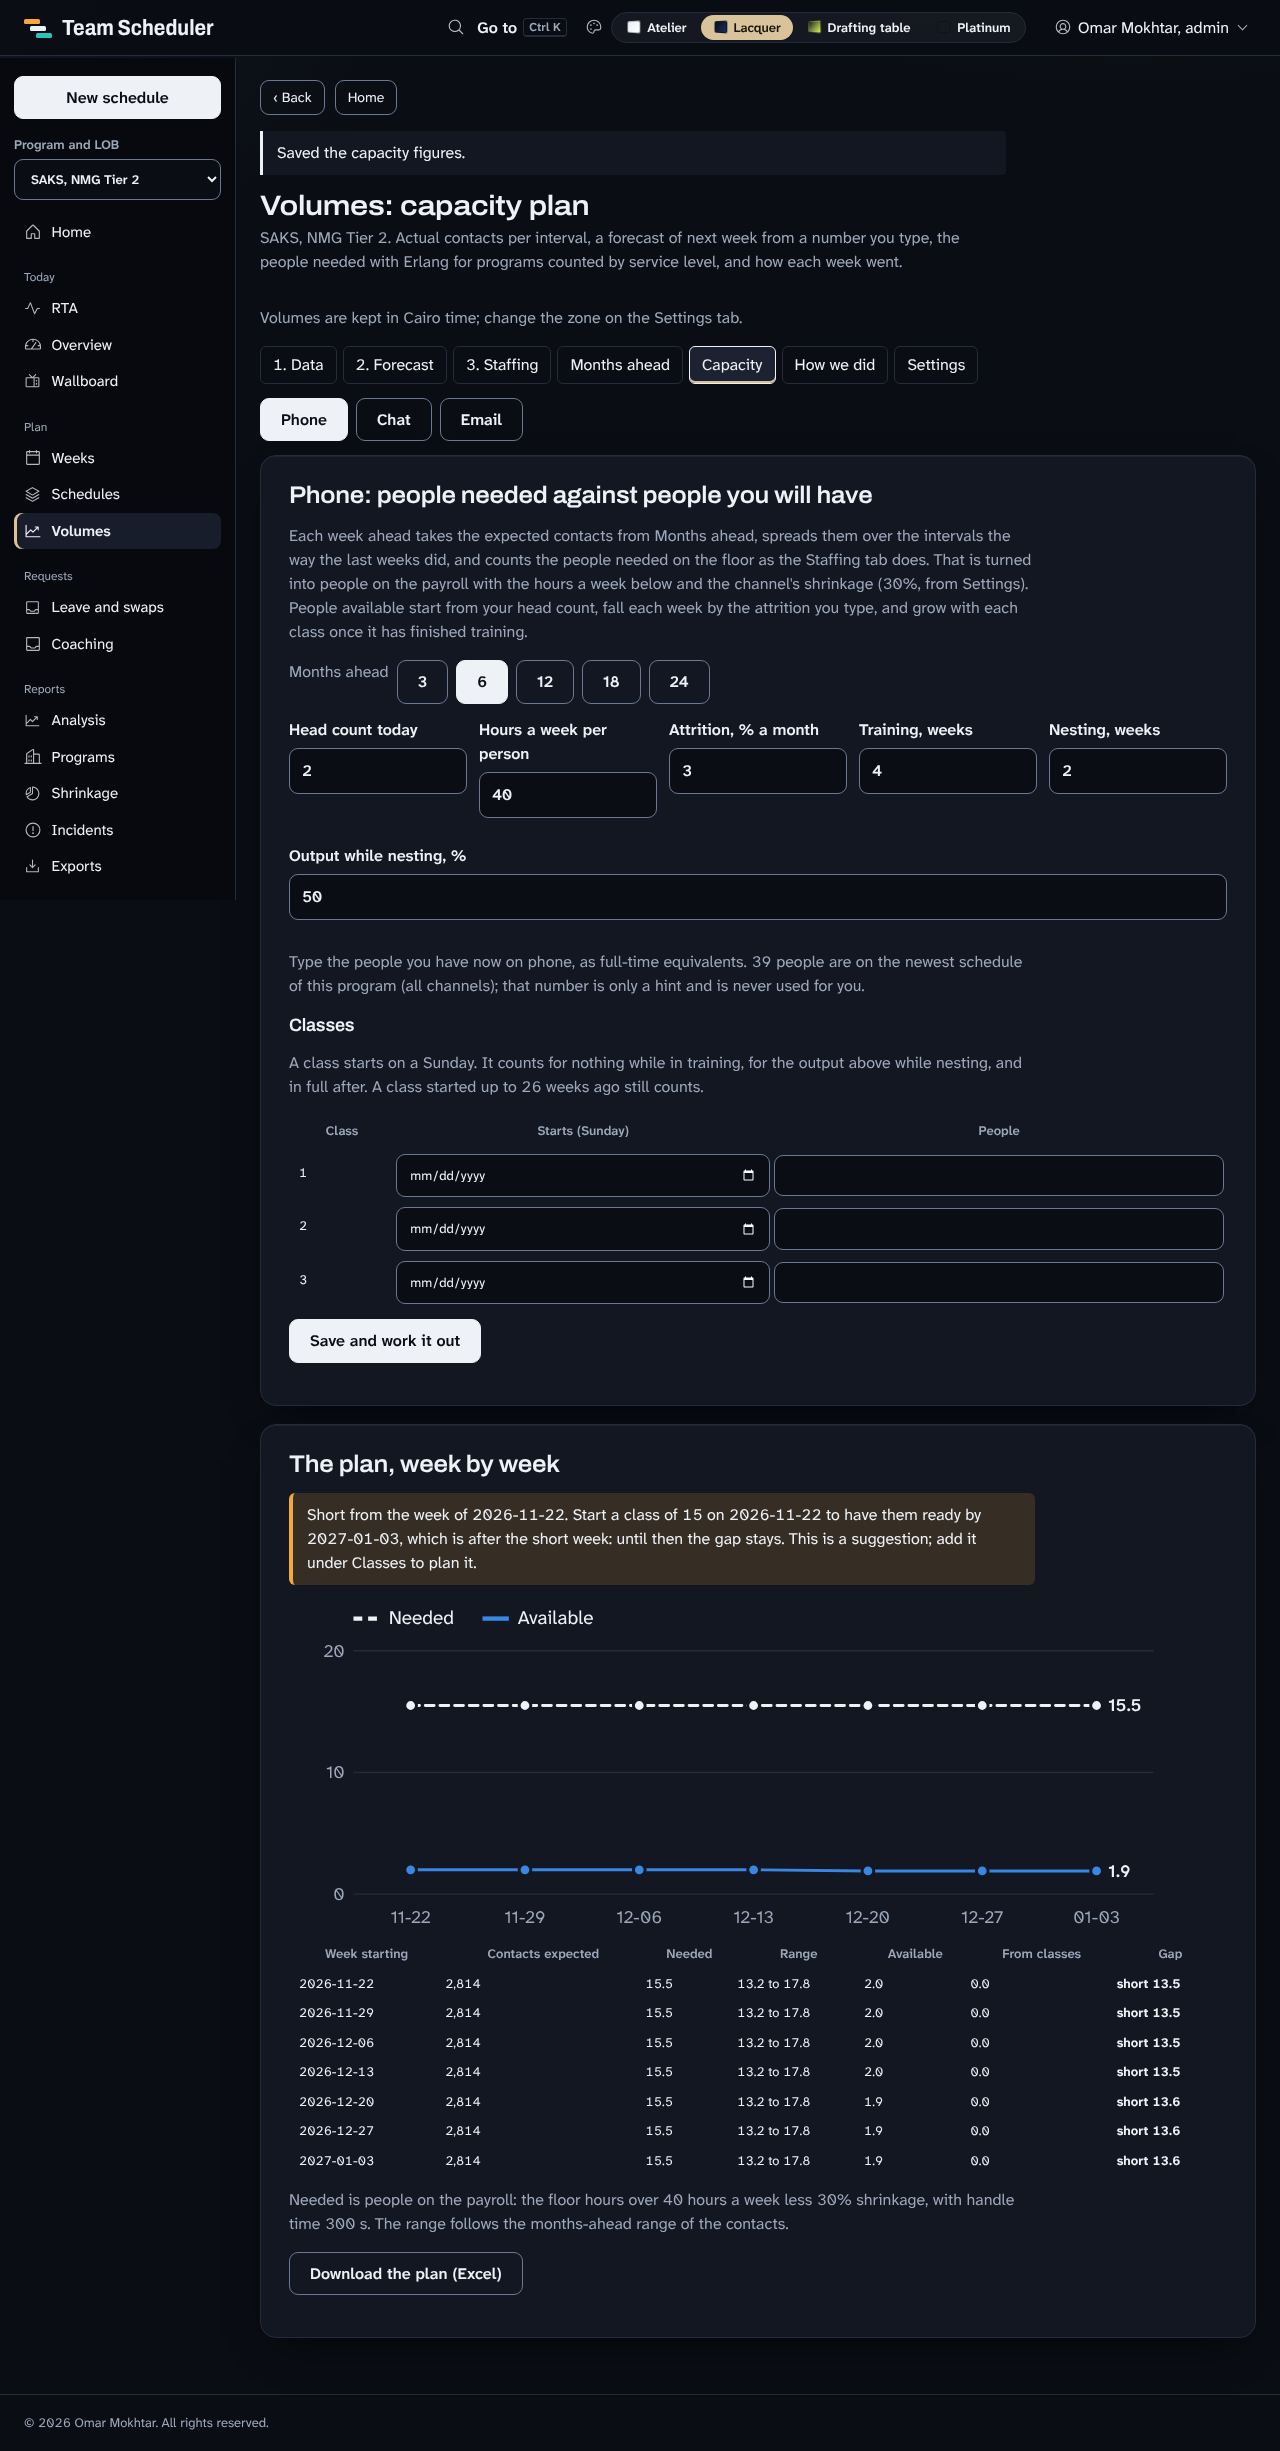 Team Scheduler
Go to Ctrl K
Atelier Lacquer Drafting table Platinum
Omar Mokhtar, admin
New schedule
Program and LOB
SAKS, NMG Tier 2
Home
Today
RTA
Overview
Wallboard
Plan
Weeks
Schedules
Volumes
Requests
Leave and swaps
Coaching
Reports
Analysis
Programs
Shrinkage
Incidents
Exports
‹ Back Home
Saved the capacity figures.
Volumes: capacity plan
SAKS, NMG Tier 2. Actual contacts per interval, a forecast of next week from a number you type, the
people needed with Erlang for programs counted by service level, and how each week went.
Volumes are kept in Cairo time; change the zone on the Settings tab.
1. Data 2. Forecast 3. Staffing Months ahead Capacity How we did Settings
Phone Chat Email
Phone: people needed against people you will have
Each week ahead takes the expected contacts from Months ahead, spreads them over the intervals the
way the last weeks did, and counts the people needed on the floor as the Staffing tab does. That is turned
into people on the payroll with the hours a week below and the channel's shrinkage (30%, from Settings).
People available start from your head count, fall each week by the attrition you type, and grow with each
class once it has finished training.
Months ahead 3 6 12 18 24
Head count today
2
Hours a week per
person
40
Attrition, % a month
3
Training, weeks
4
Nesting, weeks
2
Output while nesting, %
50
Type the people you have now on phone, as full-time equivalents. 39 people are on the newest schedule
of this program (all channels); that number is only a hint and is never used for you.
Classes
A class starts on a Sunday. It counts for nothing while in training, for the output above while nesting, and
in full after. A class started up to 26 weeks ago still counts.
Class Starts (Sunday) People
1 mm/dd/yyyy
2 mm/dd/yyyy
3 mm/dd/yyyy
Save and work it out
The plan, week by week
Short from the week of 2026-11-22. Start a class of 15 on 2026-11-22 to have them ready by
2027-01-03, which is after the short week: until then the gap stays. This is a suggestion; add it
under Classes to plan it.
Needed Available
20
15.5
10
1.9
0
11-22 11-29 12-06 12-13 12-20 12-27 01-03
Week starting Contacts expected Needed Range Available From classes Gap
2026-11-22 2,814 15.5 13.2 to 17.8 2.0 0.0 short 13.5
2026-11-29 2,814 15.5 13.2 to 17.8 2.0 0.0 short 13.5
2026-12-06 2,814 15.5 13.2 to 17.8 2.0 0.0 short 13.5
2026-12-13 2,814 15.5 13.2 to 17.8 2.0 0.0 short 13.5
2026-12-20 2,814 15.5 13.2 to 17.8 1.9 0.0 short 13.6
2026-12-27 2,814 15.5 13.2 to 17.8 1.9 0.0 short 13.6
2027-01-03 2,814 15.5 13.2 to 17.8 1.9 0.0 short 13.6
Needed is people on the payroll: the floor hours over 40 hours a week less 30% shrinkage, with handle
time 300 s. The range follows the months-ahead range of the contacts.
Download the plan (Excel)
© 2026 Omar Mokhtar. All rights reserved.